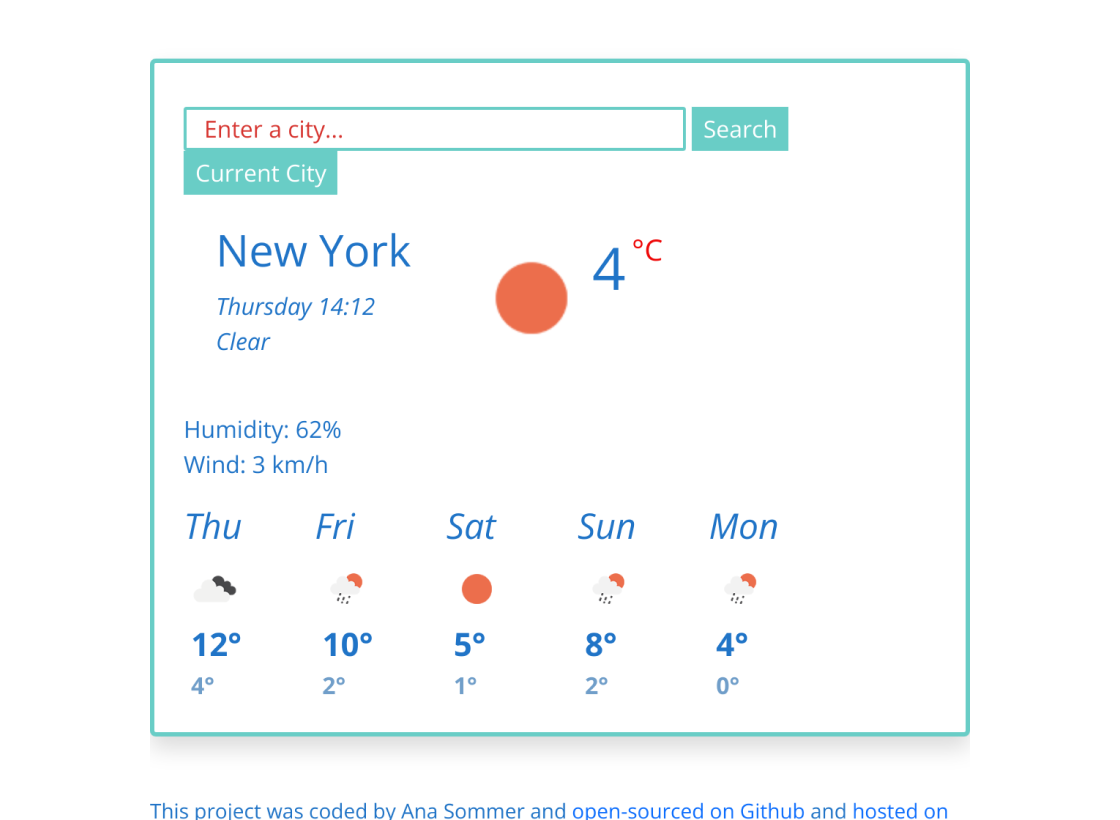 Enter a city...
Search
Current City
New York
4 °C
Thursday 14:12
Clear
Humidity: 62%
Wind: 3 km/h
Thu Fri Sat Sun Mon
12° 10° 5° 8° 4°
4° 2° 1° 2° 0°
This project was coded by Ana Sommer and open-sourced on Github and hosted on